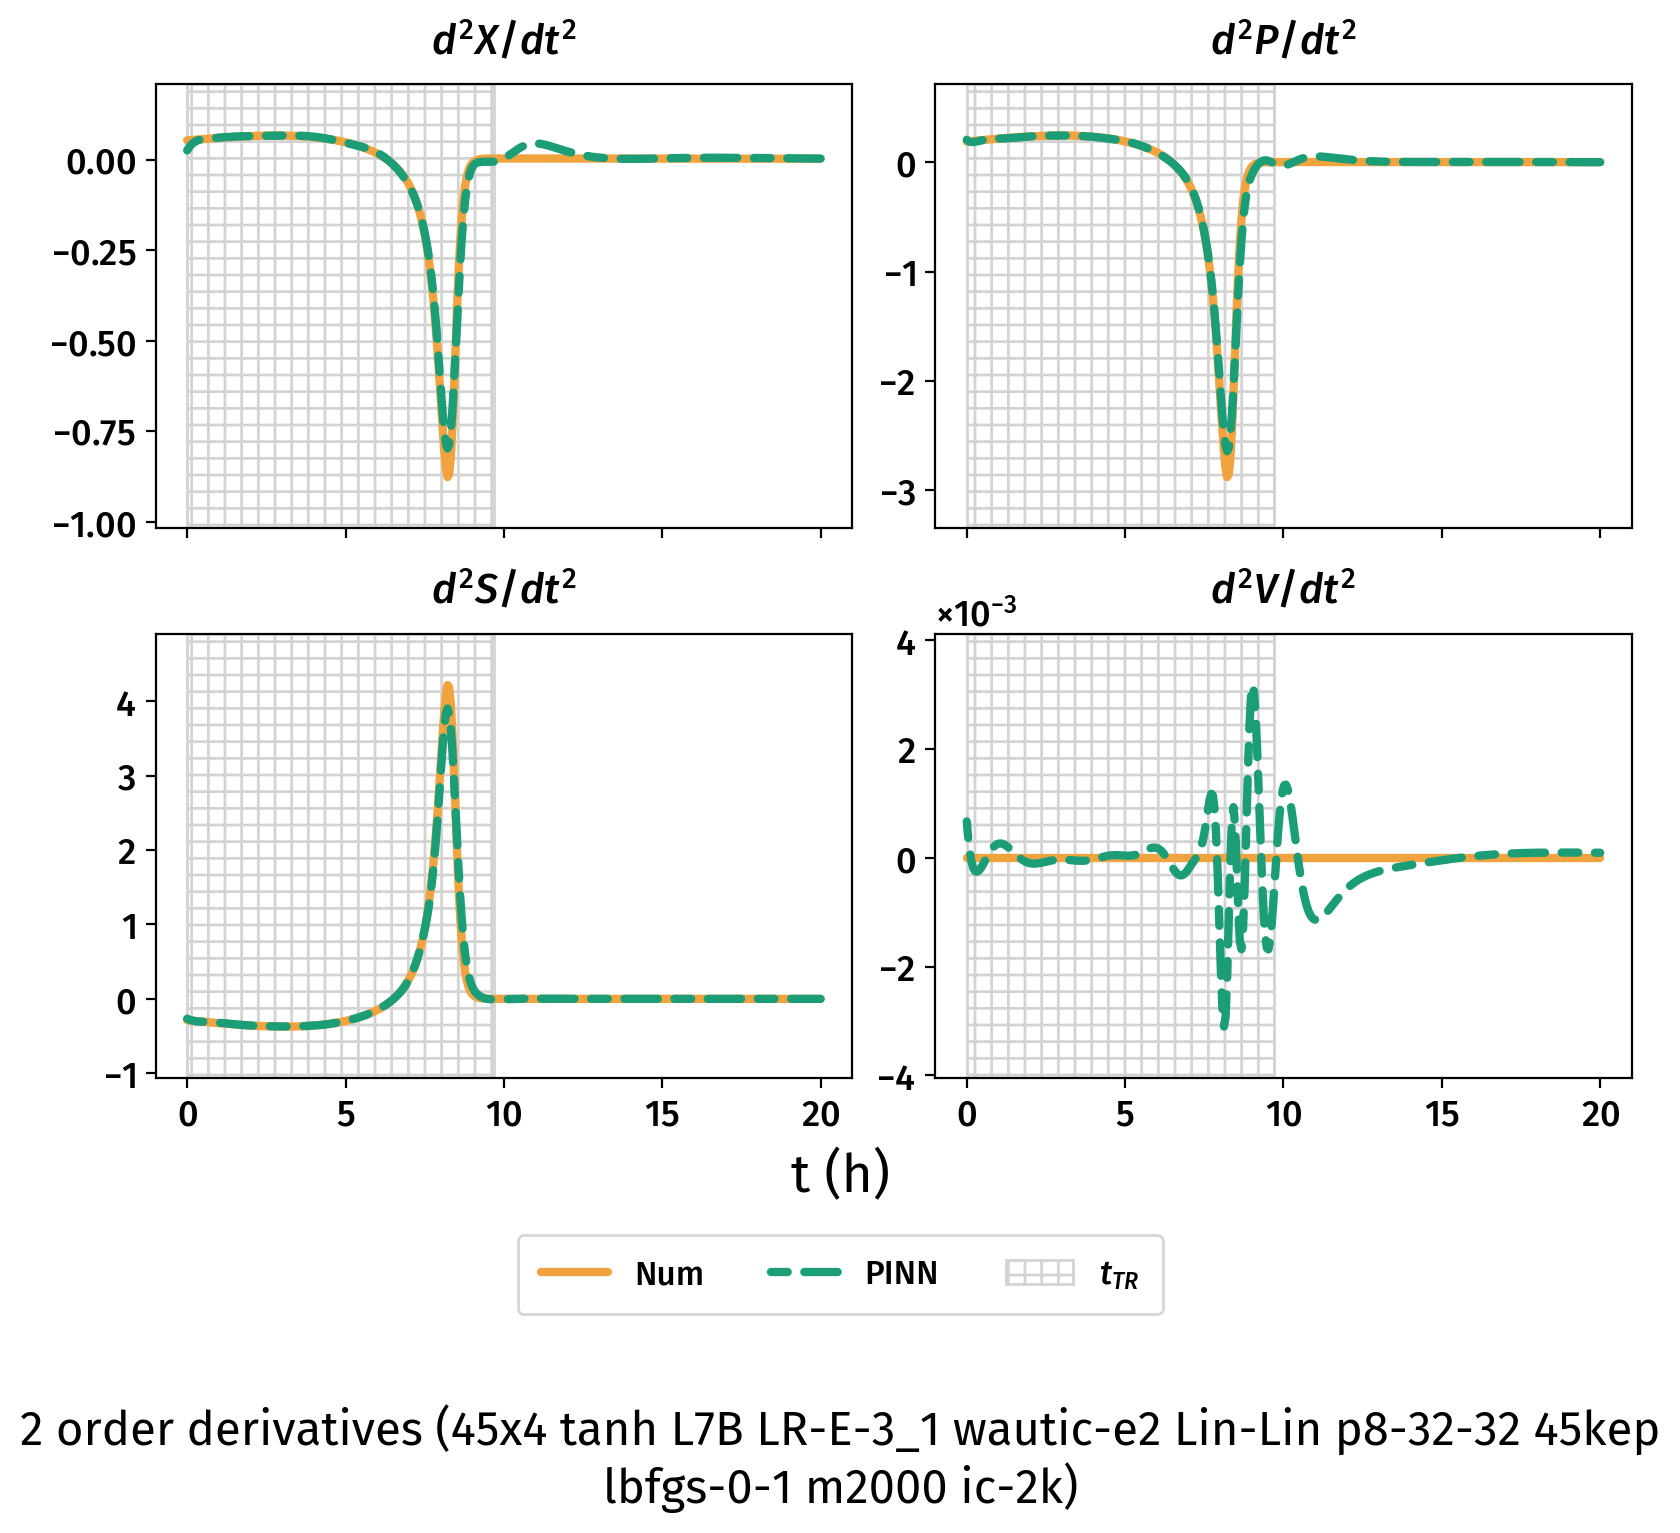 d²X/dt²
d²P/dt²
0.00
−0.25
−0.50
−0.75
−1.00
0
−1
−2
−3
d²S/dt²
d²V/dt²
×10⁻³
4
3
2
1
0
−1
4
2
0
−2
−4
0 5 10 15 20
0 5 10 15 20
t (h)
Num PINN t_TR
2 order derivatives (45x4 tanh L7B LR-E-3_1 wautic-e2 Lin-Lin p8-32-32 45kep
lbfgs-0-1 m2000 ic-2k)